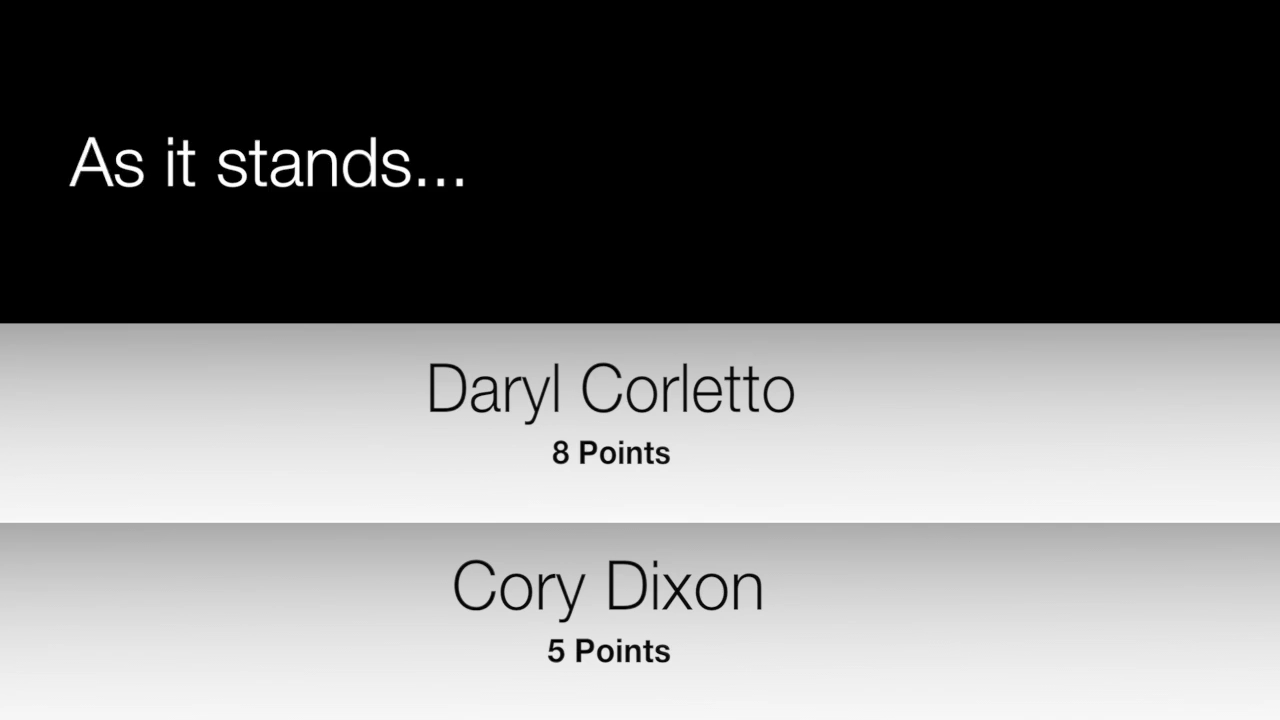 As it stands...
Daryl Corletto
8 Points
Cory Dixon
5 Points